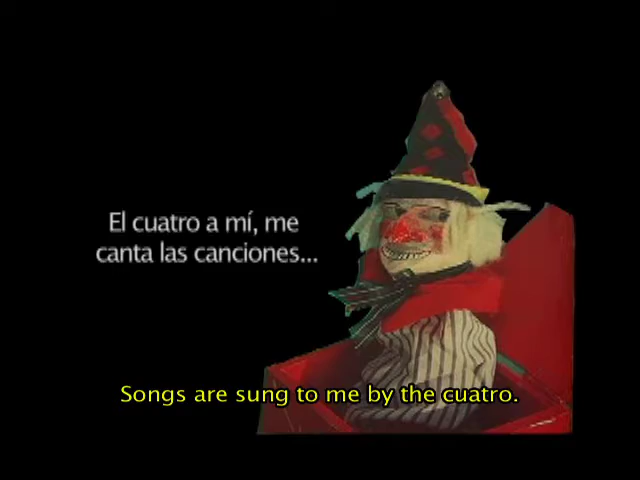 El cuatro a mí, me
canta las canciones...
Songs are sung to me by the cuatro.